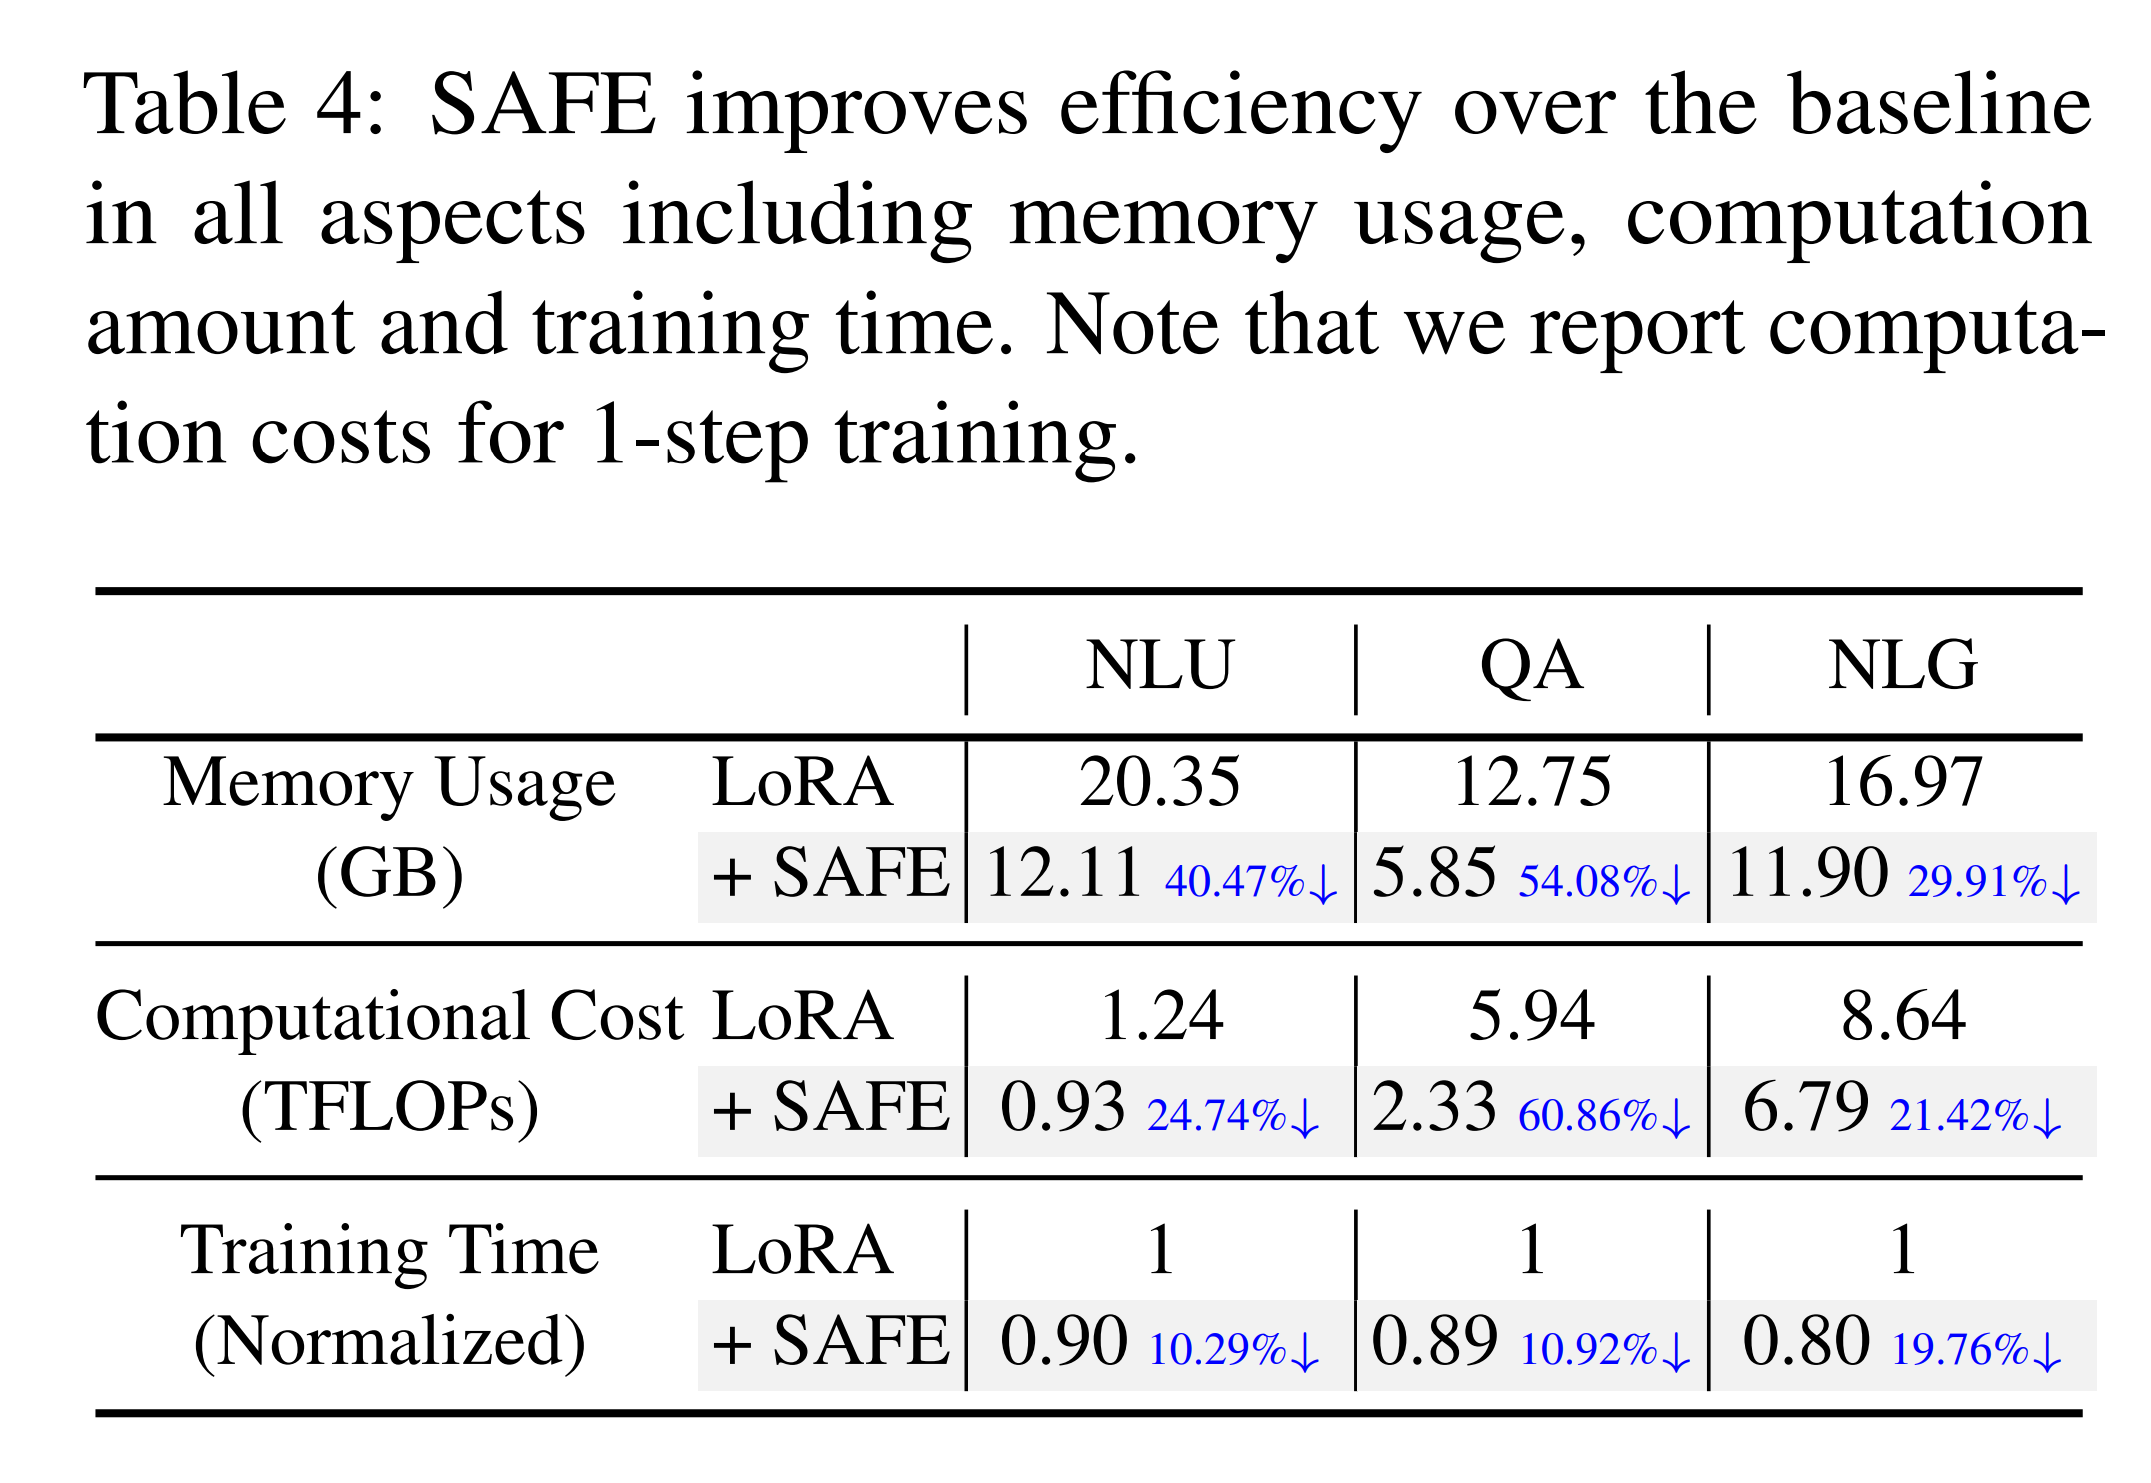 Table 4: SAFE improves efficiency over the baseline
in all aspects including memory usage, computation
amount and training time. Note that we report computa-
tion costs for 1-step training.
NLU QA NLG
Memory Usage LoRA 20.35 12.75 16.97
(GB) + SAFE 12.11 40.47%↓ 5.85 54.08%↓ 11.90 29.91%↓
Computational Cost LoRA 1.24 5.94 8.64
(TFLOPs) + SAFE 0.93 24.74%↓ 2.33 60.86%↓ 6.79 21.42%↓
Training Time LoRA 1 1 1
(Normalized) + SAFE 0.90 10.29%↓ 0.89 10.92%↓ 0.80 19.76%↓